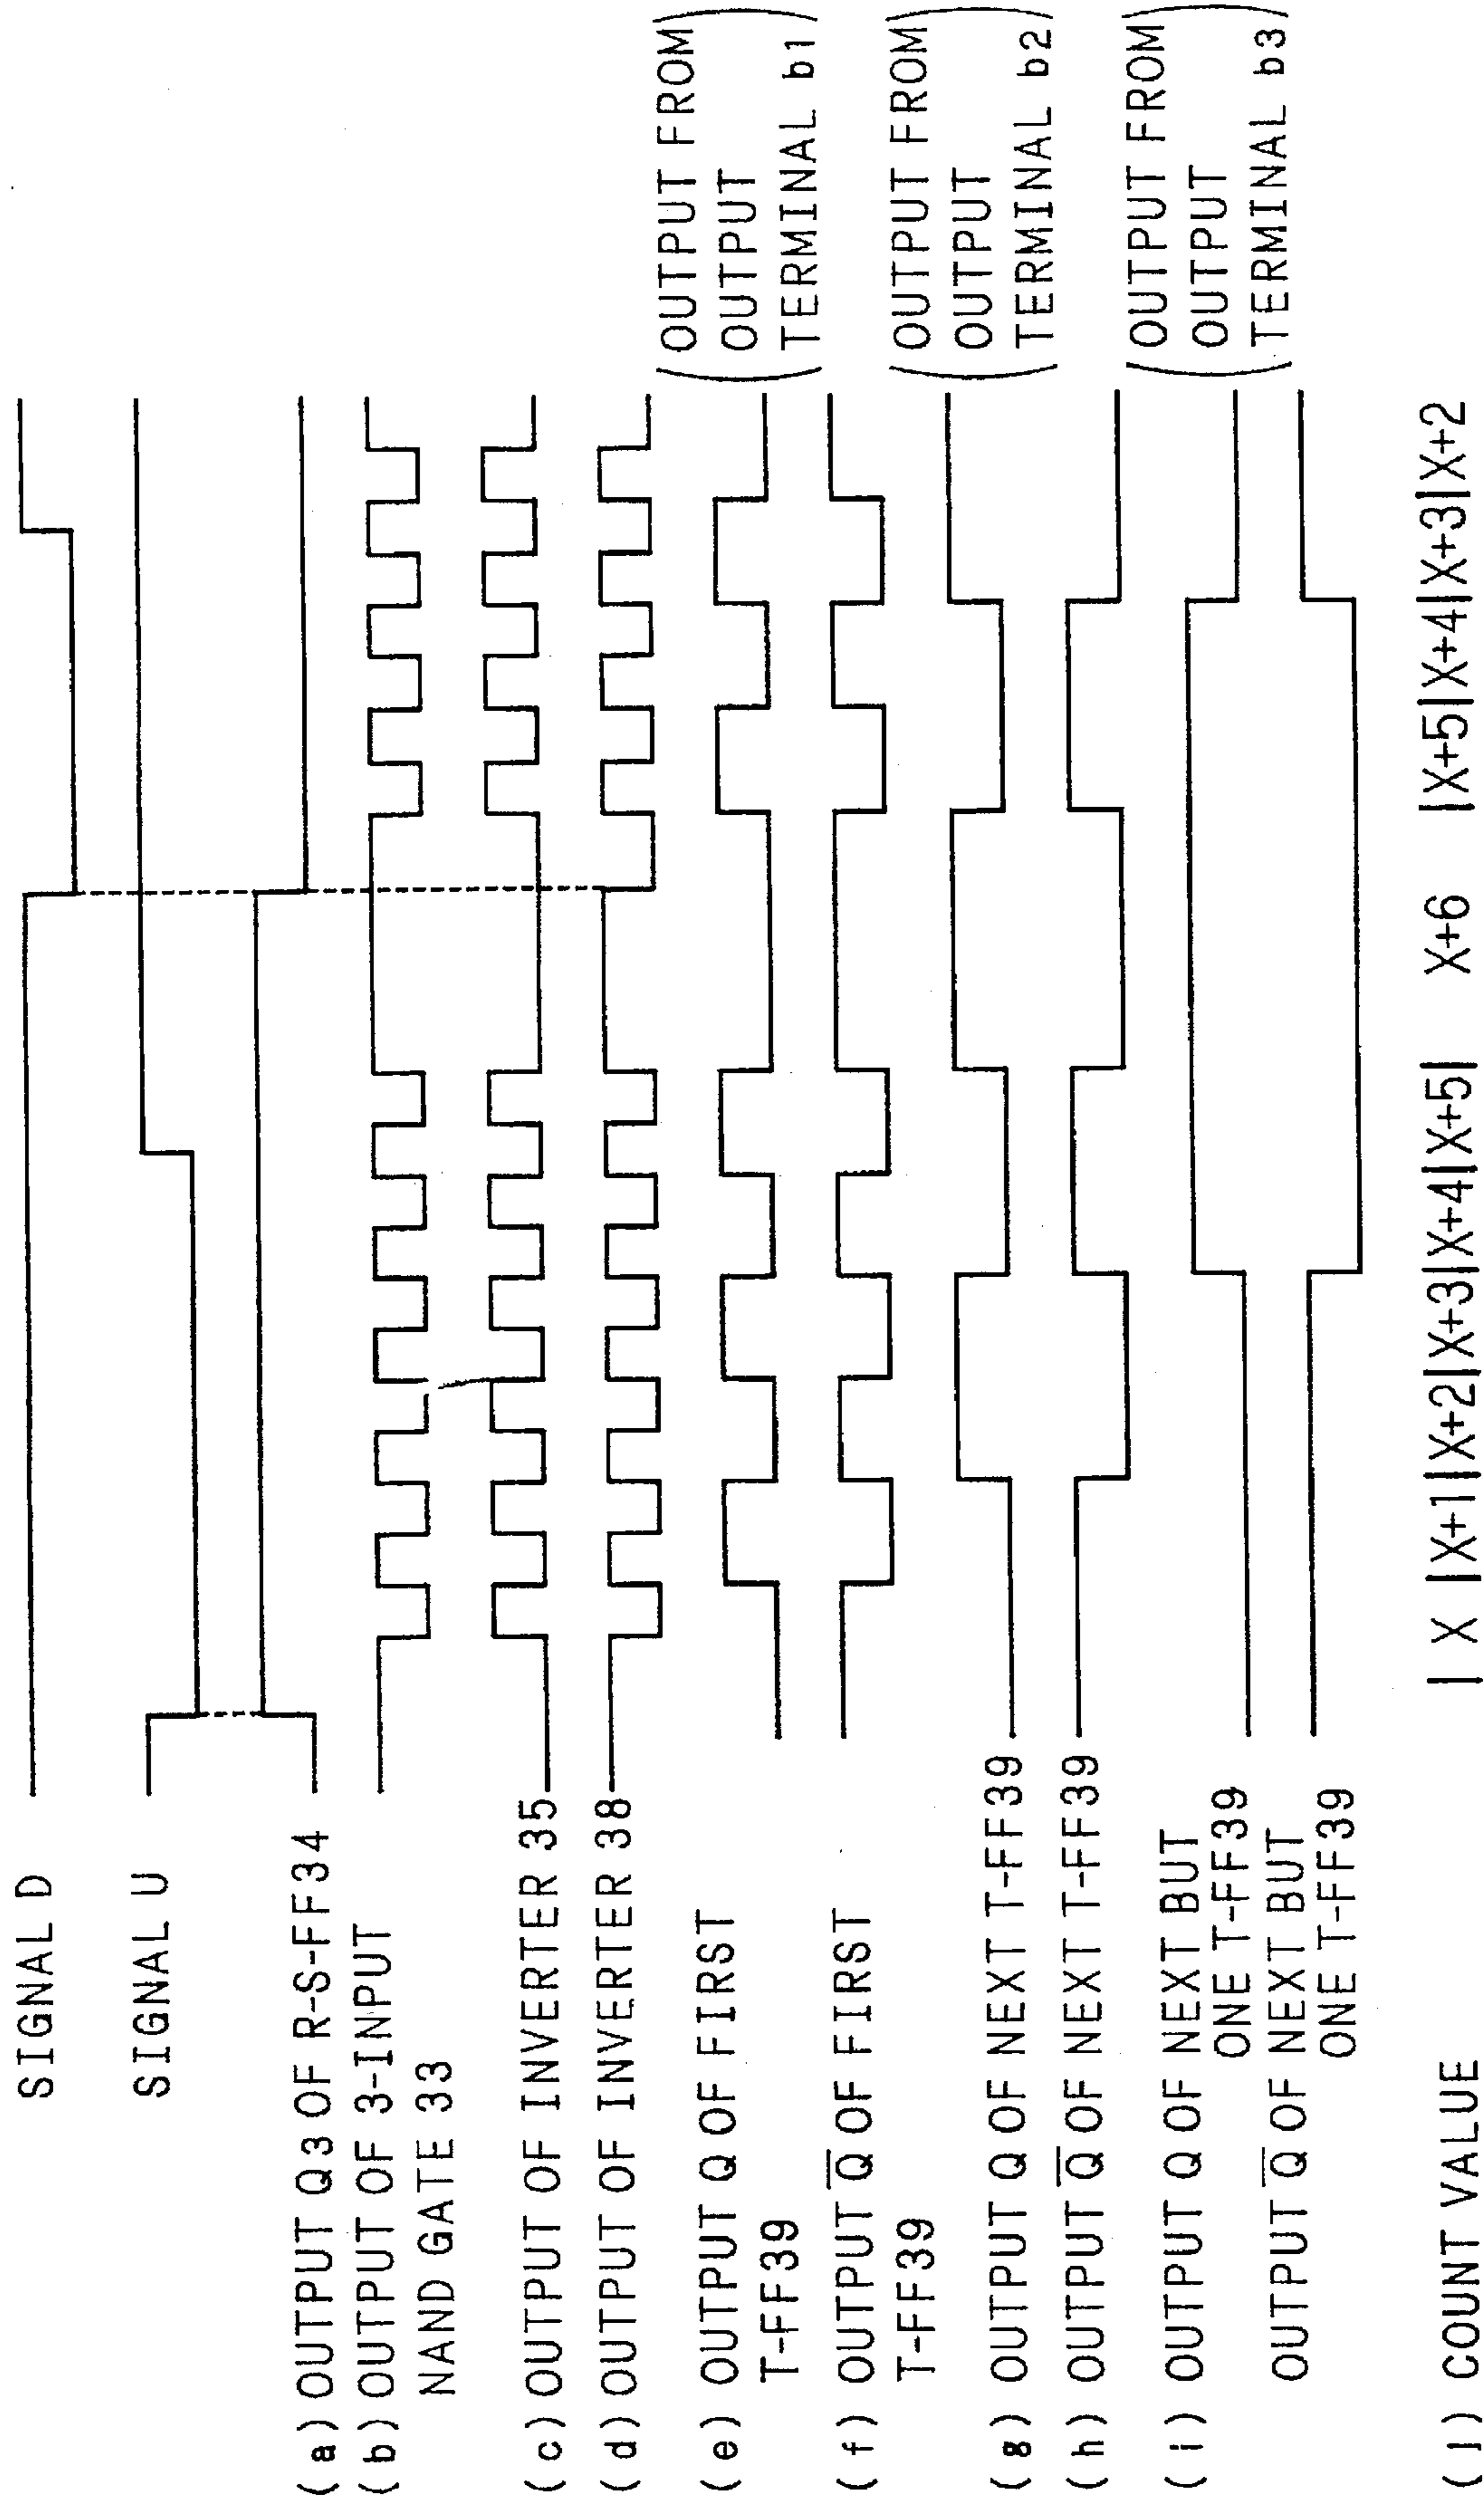 SIGNAL D
SIGNAL U
(a) OUTPUT Q3 OF R-S-FF34
(b) OUTPUT OF 3-INPUT
NAND GATE 33
(c) OUTPUT OF INVERTER 35
(d) OUTPUT OF INVERTER 38
(e) OUTPUT Q OF FIRST
T-FF39
(OUTPUT FROM
OUTPUT
TERMINAL b1)
(f) OUTPUT Q̅ OF FIRST
T-FF39
(g) OUTPUT Q OF NEXT T-FF39
(OUTPUT FROM
OUTPUT
TERMINAL b2)
(h) OUTPUT Q̅ OF NEXT T-FF39
(i) OUTPUT Q OF NEXT BUT
ONE T-FF39
(OUTPUT FROM
OUTPUT
TERMINAL b3)
OUTPUT Q̅ OF NEXT BUT
ONE T-FF39
(j) COUNT VALUE | X |X+1|X+2|X+3|X+4|X+5| X+6 |X+5|X+4|X+3|X+2